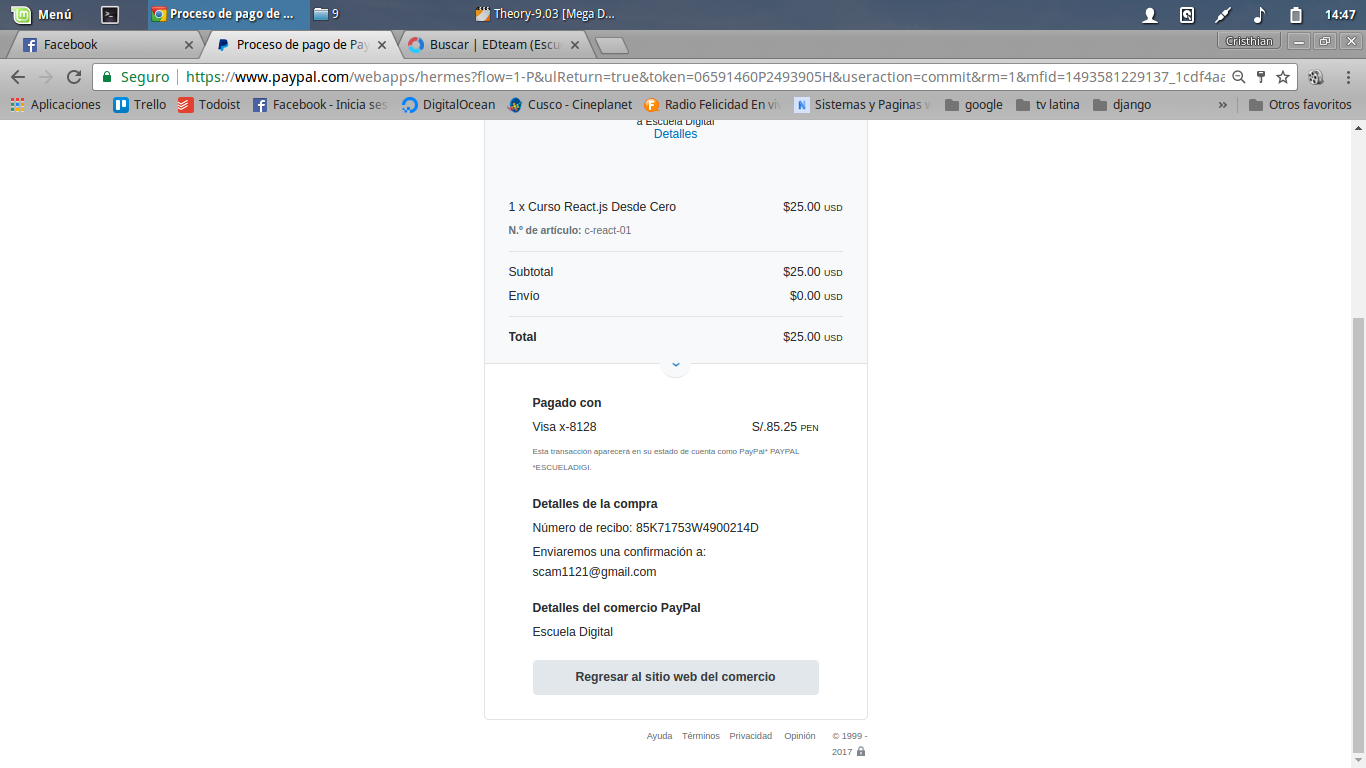 Menú
Proceso de pago de ...
9
Theory-9.03 [Mega D...
14:47
Facebook
Proceso de pago de Pay
Buscar | EDteam (Escu
Cristhian
Seguro
https://www.paypal.com/webapps/hermes?flow=1-P&ulReturn=true&token=06591460P2493905H&useraction=commit&rm=1&mfid=1493581229137_1cdf4aa
Aplicaciones
Trello
Todoist
Facebook - Inicia ses
DigitalOcean
Cusco - Cineplanet
Radio Felicidad En viv
Sistemas y Paginas w
google
tv latina
django
»
Otros favoritos
a Escuela Digital
Detalles
1 x Curso React.js Desde Cero $25.00 USD
N.º de artículo: c-react-01
Subtotal $25.00 USD
Envío $0.00 USD
Total $25.00 USD
Pagado con
Visa x-8128 S/.85.25 PEN
Esta transacción aparecerá en su estado de cuenta como PayPal* PAYPAL
*ESCUELADIGI.
Detalles de la compra
Número de recibo: 85K71753W4900214D
Enviaremos una confirmación a:
scam1121@gmail.com
Detalles del comercio PayPal
Escuela Digital
Regresar al sitio web del comercio
Ayuda Términos Privacidad Opinión © 1999 -
2017